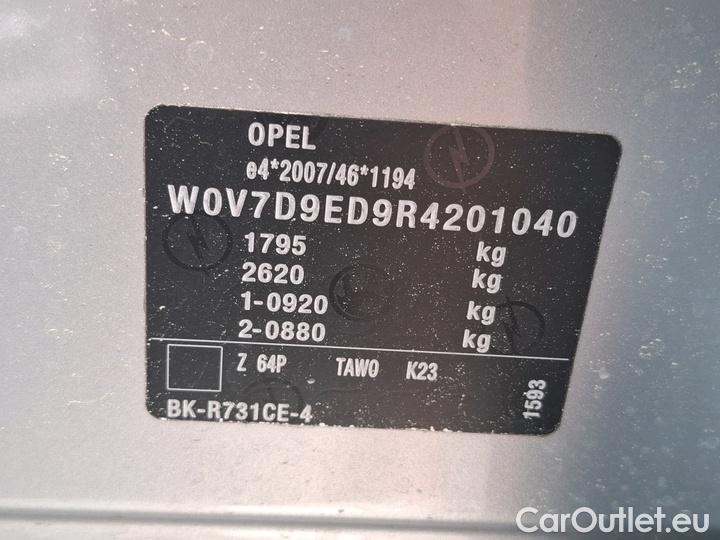 OPEL
e4*2007/46*1194
W0V7D9ED9R4201040
1795 kg
2620 kg
1-0920 kg
2-0880 kg
Z 64P TAWO K23
1593
BK-R731CE-4
CarOutlet.eu